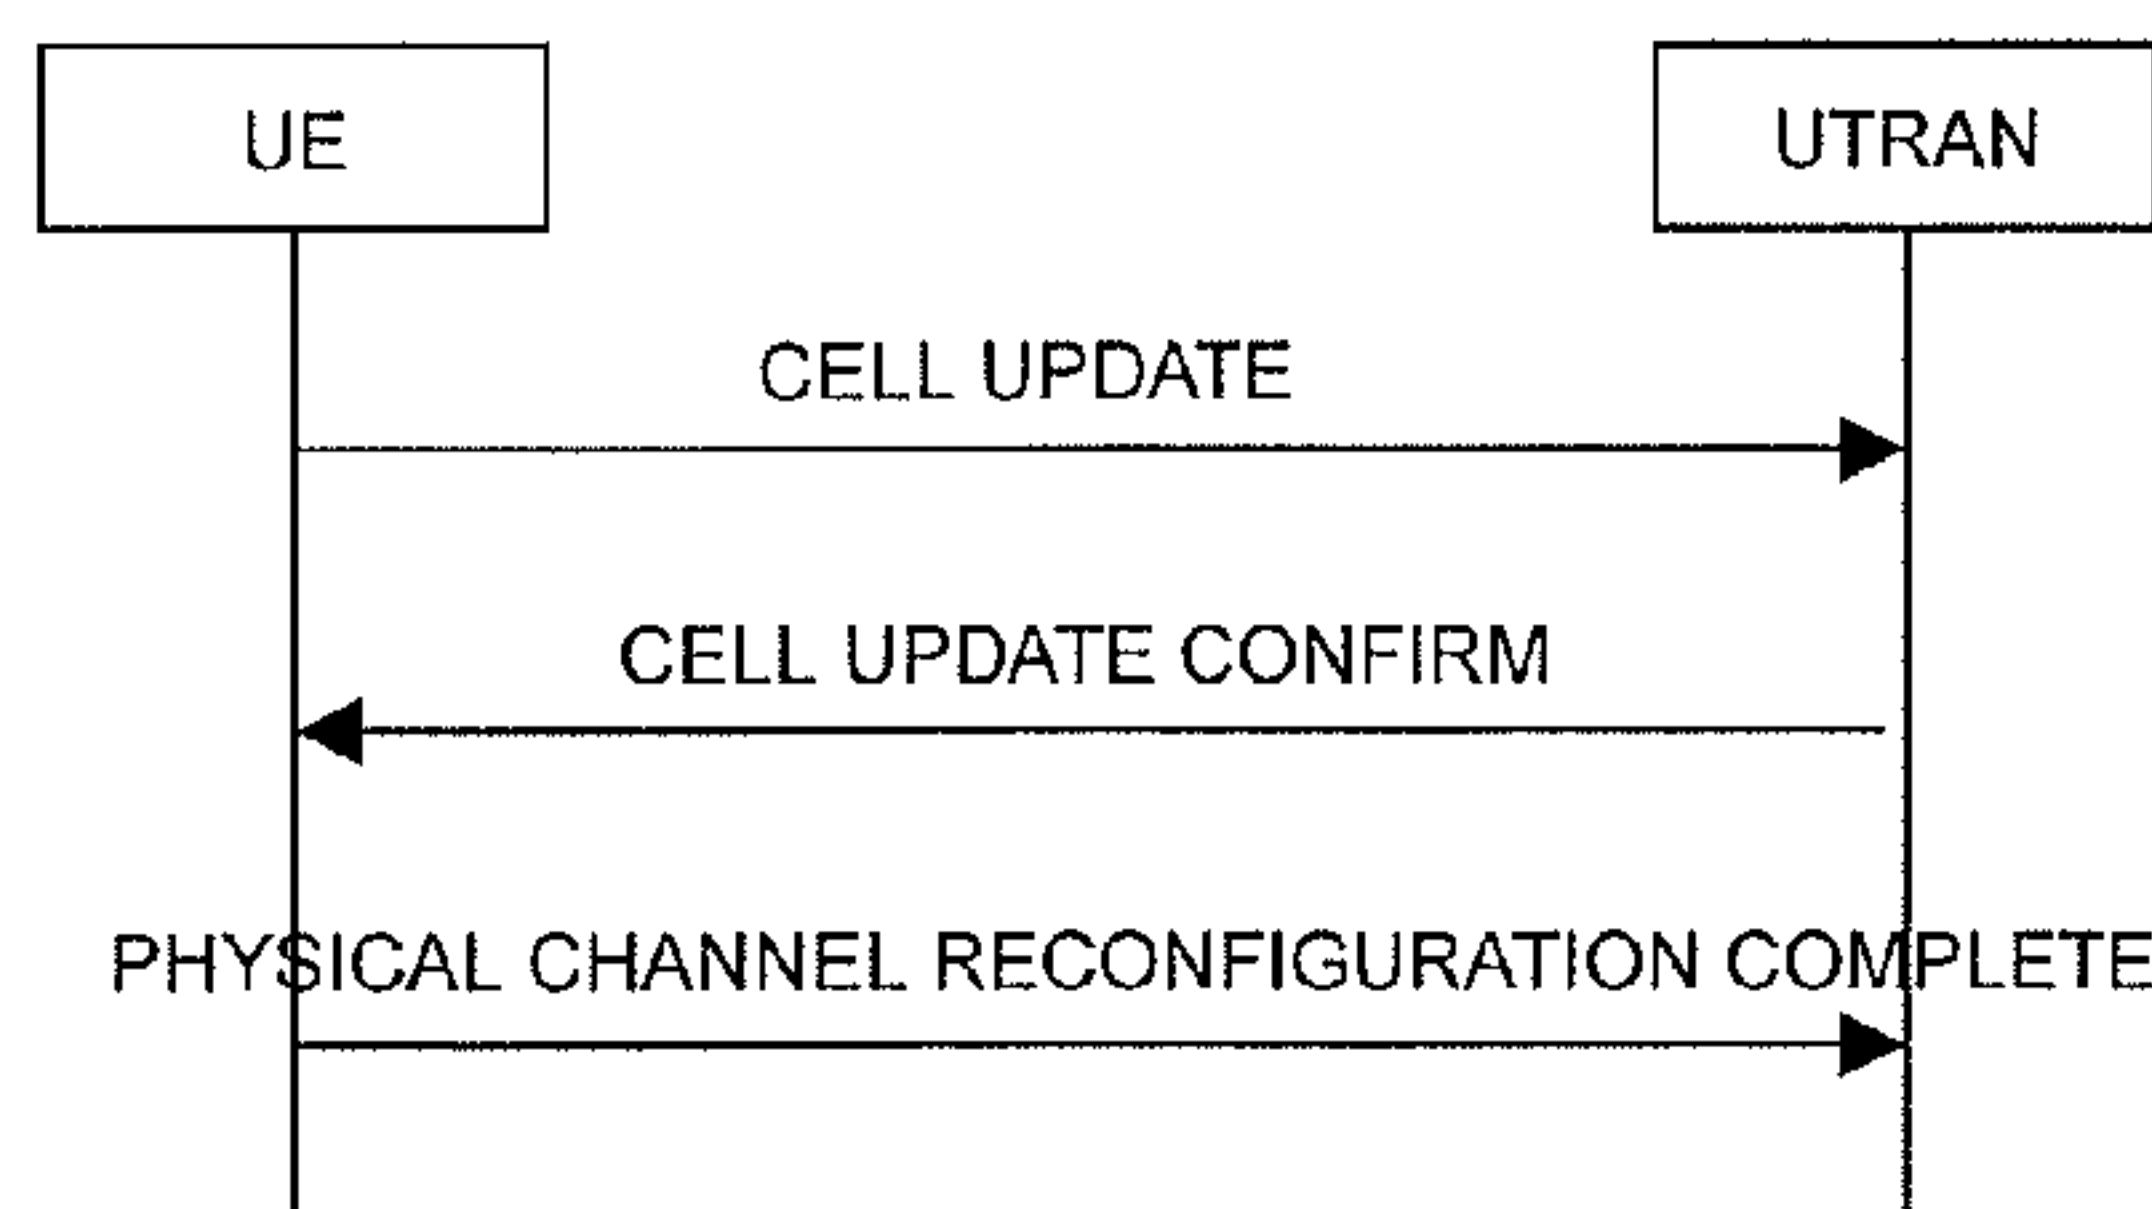 UE
UTRAN
CELL UPDATE
CELL UPDATE CONFIRM
PHYSICAL CHANNEL RECONFIGURATION COMPLETE